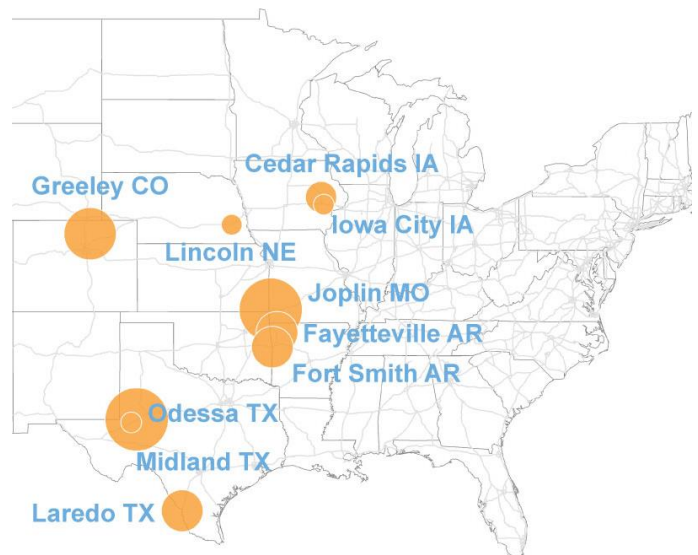 Cedar Rapids IA
Greeley CO
Iowa City IA
Lincoln NE
Joplin MO
Fayetteville AR
Fort Smith AR
Odessa TX
Midland TX
Laredo TX